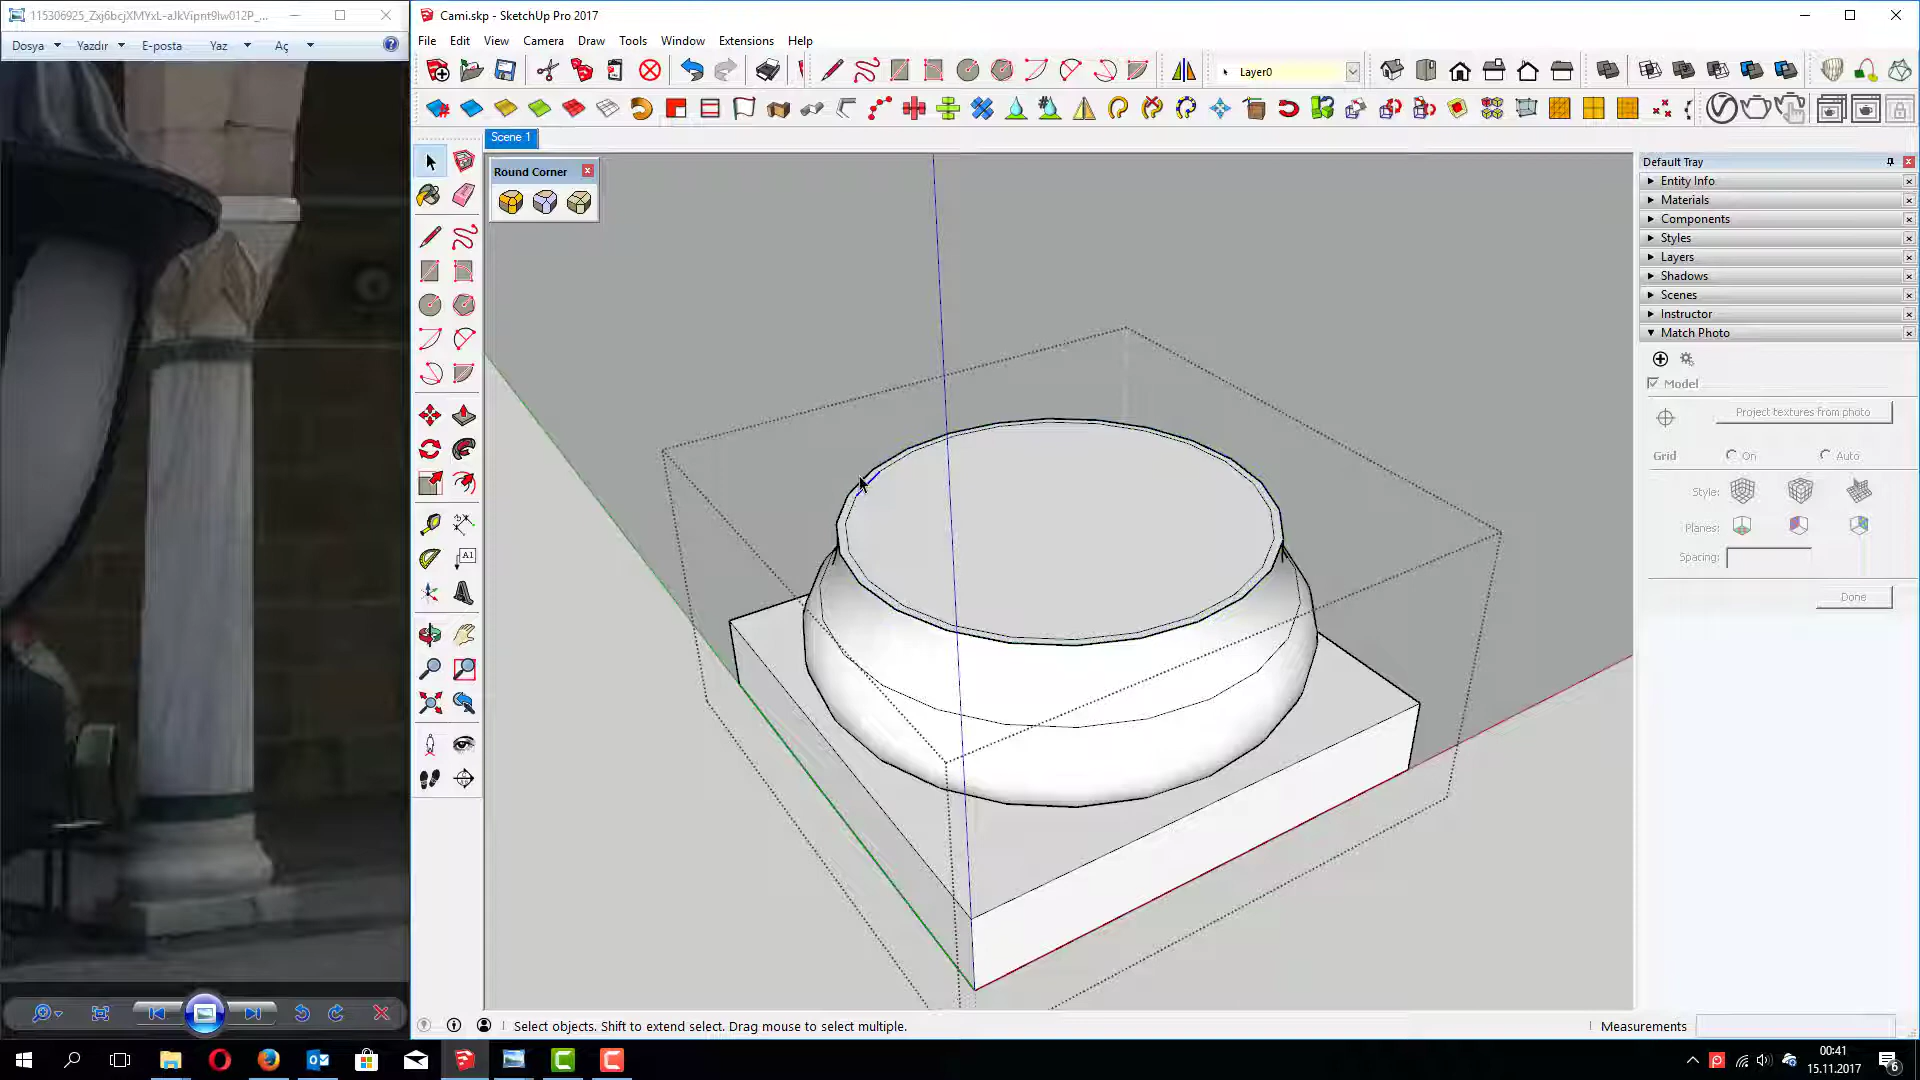 115306925_Zxj6bcjXMYxL-aJkVipnt9lw012P_...
Dosya
Yazdır
E-posta
Yaz
Aç
Cami.skp - SketchUp Pro 2017
File Edit View Camera Draw Tools Window Extensions Help
Layer0
Scene 1
Round Corner
A1
Default Tray
Entity Info
Materials
Components
Styles
Layers
Shadows
Scenes
Instructor
Match Photo
Model
Project textures from photo
Grid On Auto
Style:
Planes:
Spacing:
Done
Select objects. Shift to extend select. Drag mouse to select multiple.
Measurements
00:41
15.11.2017
6